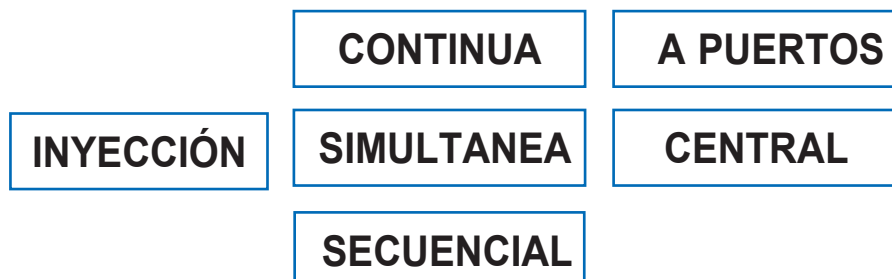 CONTINUA
A PUERTOS
INYECCIÓN
SIMULTANEA
CENTRAL
SECUENCIAL